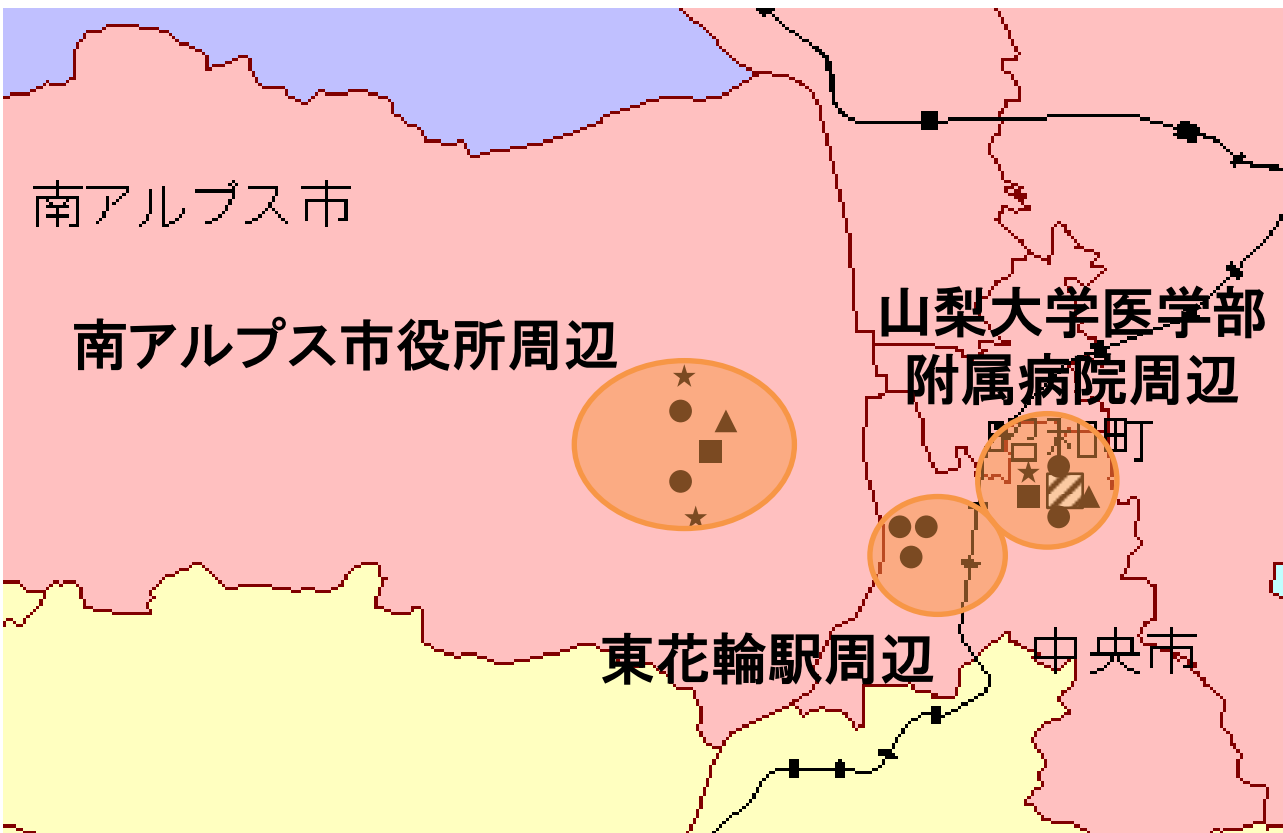 南アルプス市
南アルプス市役所周辺
山梨大学医学部
附属病院周辺
昭和町
東花輪駅周辺
中央市